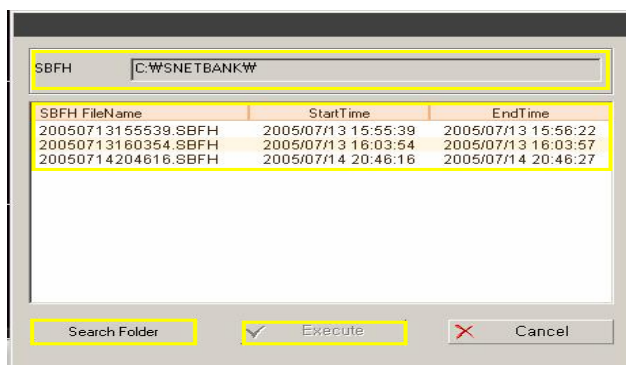 SBFH C:₩SNETBANK₩
SBFH FileName StartTime EndTime
20050713155539.SBFH 2005/07/13 15:55:39 2005/07/13 15:56:22
20050713160354.SBFH 2005/07/13 16:03:54 2005/07/13 16:03:57
20050714204616.SBFH 2005/07/14 20:46:16 2005/07/14 20:46:27
Search Folder Execute Cancel